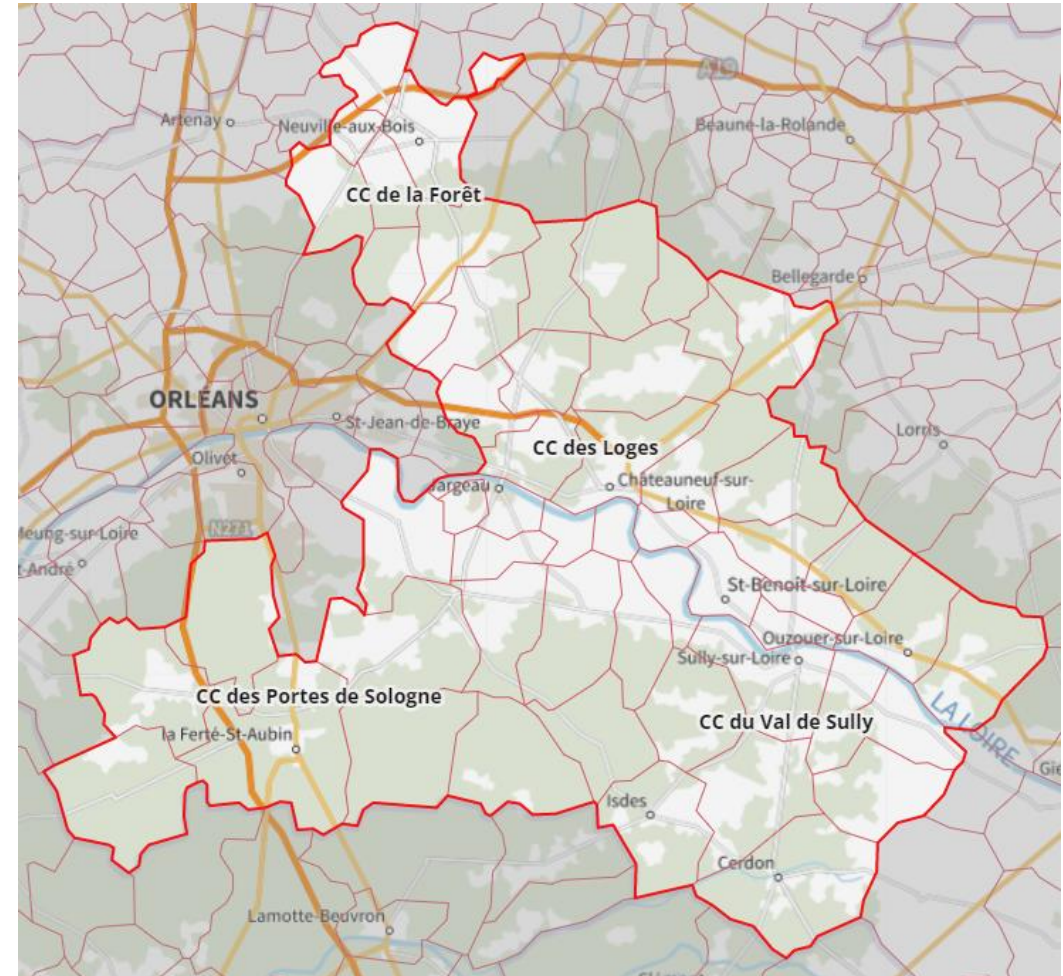 A19
Artenay
Neuville-aux-Bois
Beaune-la-Rolande
CC de la Forêt
Bellegarde
ORLÉANS
St-Jean-de-Braye
Lorris
CC des Loges
Olivet
Jargeau
Châteauneuf-sur-
Loire
N271
Meung-sur-Loire
t-André
St-Benoît-sur-Loire
Ouzouer-sur-Loire
Sully-sur-Loire
CC des Portes de Sologne
CC du Val de Sully
LA LOIRE
la Ferté-St-Aubin
Gie
Isdes
Cerdon
Lamotte-Beuvron